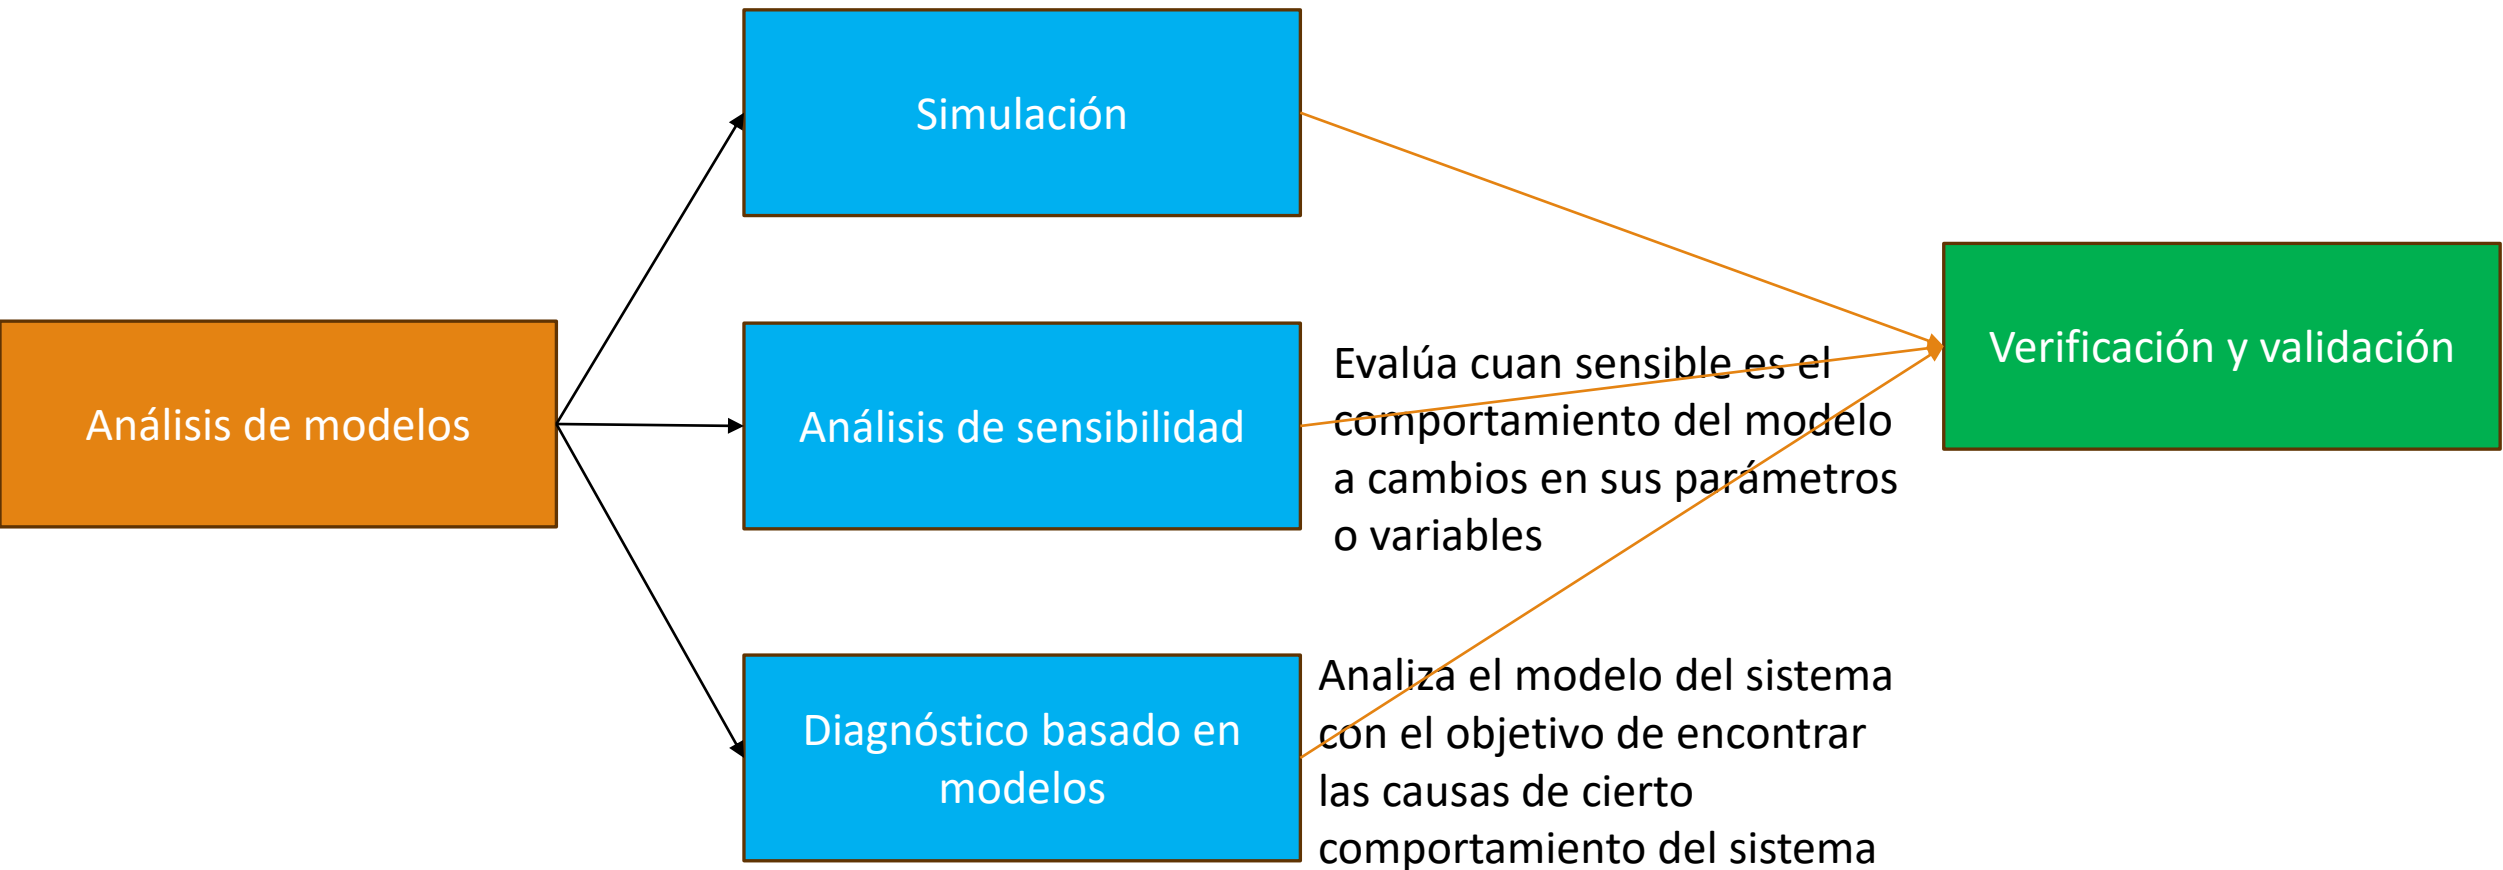 Simulación
Verificación y validación
Análisis de modelos
Análisis de sensibilidad
Evalúa cuan sensible es el
comportamiento del modelo
a cambios en sus parámetros
o variables
Diagnóstico basado en
modelos
Analiza el modelo del sistema
con el objetivo de encontrar
las causas de cierto
comportamiento del sistema